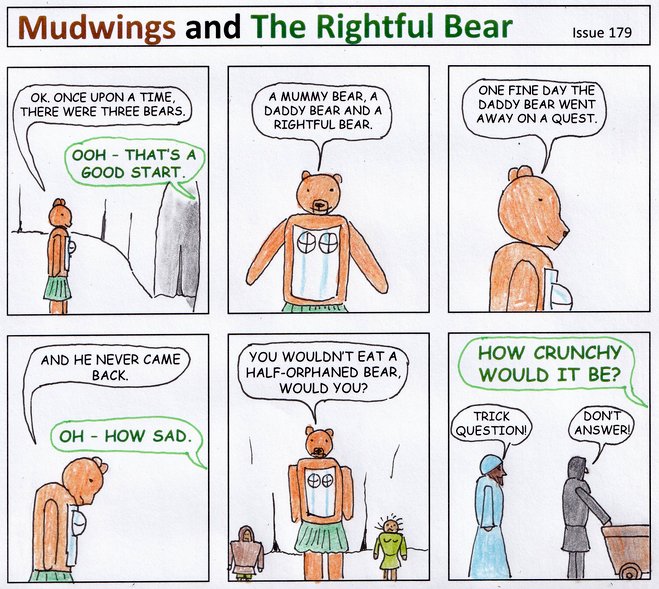 Mudwings and The Rightful Bear
Issue 179
OK. ONCE UPON A TIME,
THERE WERE THREE BEARS.
OOH - THAT'S A
GOOD START.
A MUMMY BEAR, A
DADDY BEAR AND A
RIGHTFUL BEAR.
ONE FINE DAY THE
DADDY BEAR WENT
AWAY ON A QUEST.
AND HE NEVER CAME
BACK.
OH - HOW SAD.
YOU WOULDN'T EAT A
HALF-ORPHANED BEAR,
WOULD YOU?
HOW CRUNCHY
WOULD IT BE?
TRICK
QUESTION!
DON'T
ANSWER!